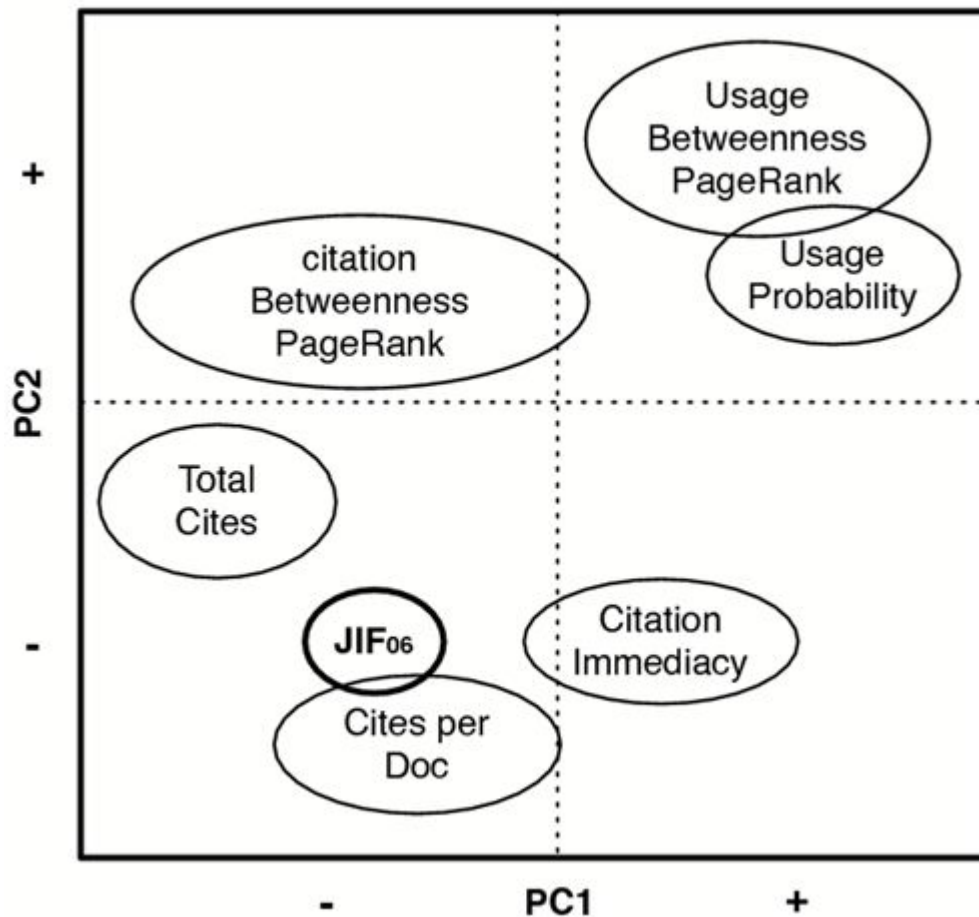 Usage
Betweenness
PageRank
Usage
Probability
citation
Betweenness
PageRank
Total
Cites
JIF06
Citation
Immediacy
Cites per
Doc
+
PC2
-
-
PC1
+